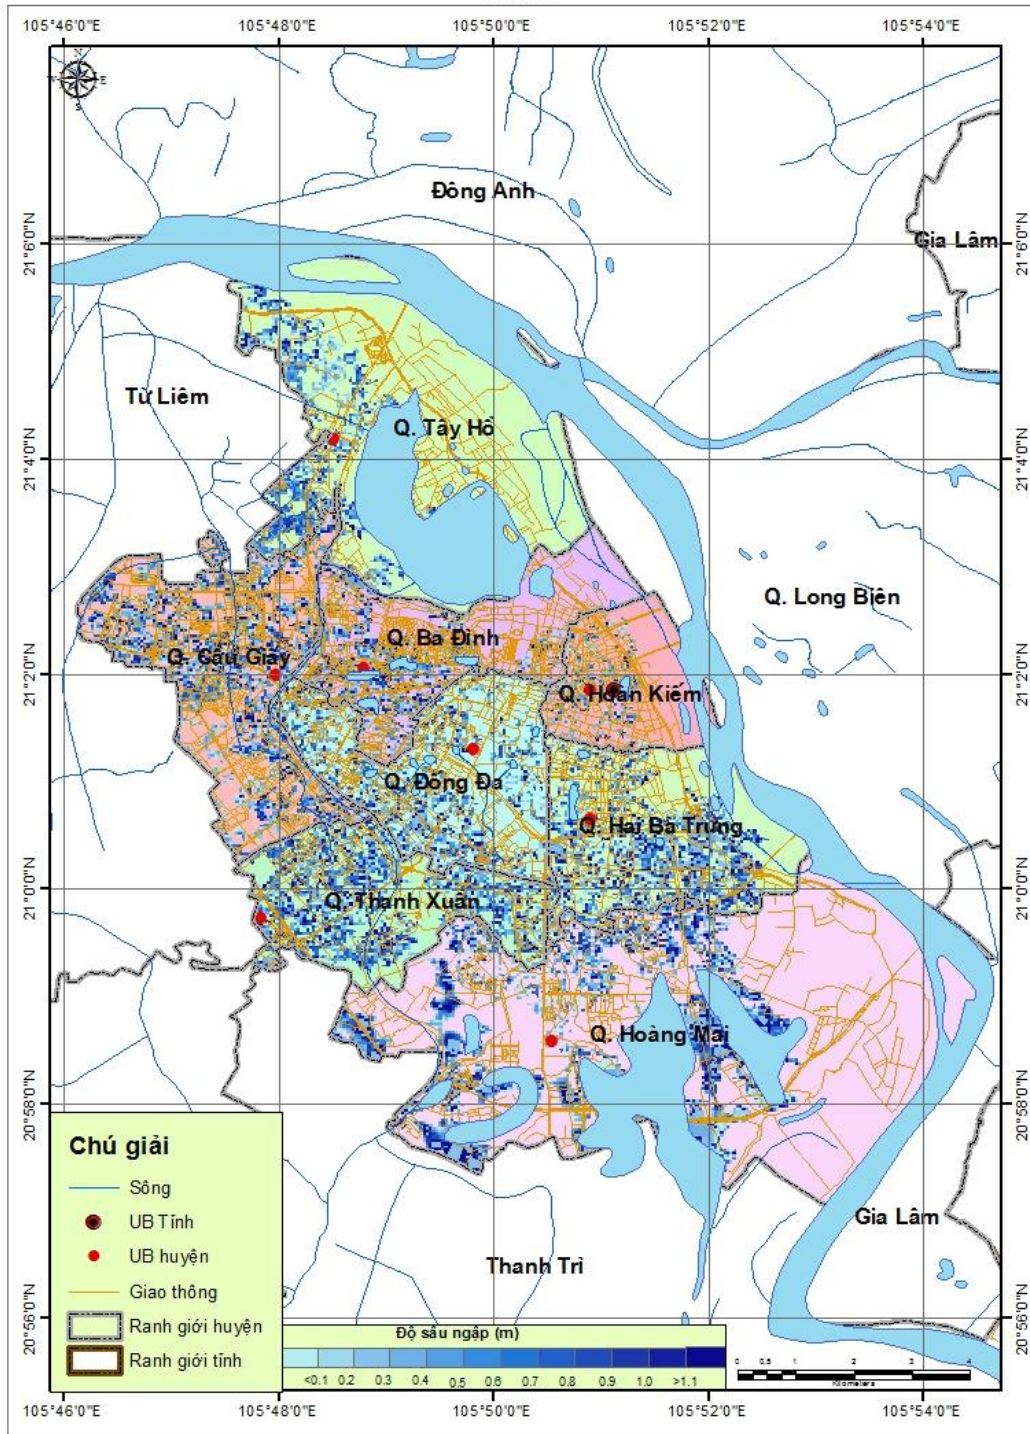 105°46'0"E 105°48'0"E 105°50'0"E 105°52'0"E 105°54'0"E
N
W E
S
Đông Anh
21°6'0"N Gia Lâm 21°6'0"N
Từ Liêm
Q. Tây Hồ
21°4'0"N 21°4'0"N
Q. Long Biên
Q. Ba Đình
Q. Cầu Giấy
21°2'0"N 21°2'0"N
Q. Hoàn Kiếm
Q. Đống Đa
Q. Hai Bà Trưng
21°0'0"N 21°0'0"N
Q. Thanh Xuân
Q. Hoàng Mai
20°58'0"N 20°58'0"N
Chú giải
Sông
UB Tỉnh
UB huyện
Giao thông
Ranh giới huyện
Ranh giới tỉnh
Gia Lâm
Thanh Trì
20°56'0"N 20°56'0"N
Độ sâu ngập (m)
<0.1 0.2 0.3 0.4 0.5 0.6 0.7 0.8 0.9 1.0 >1.1
0 0.5 1 2 3 4
Kilometers
105°46'0"E 105°48'0"E 105°50'0"E 105°52'0"E 105°54'0"E